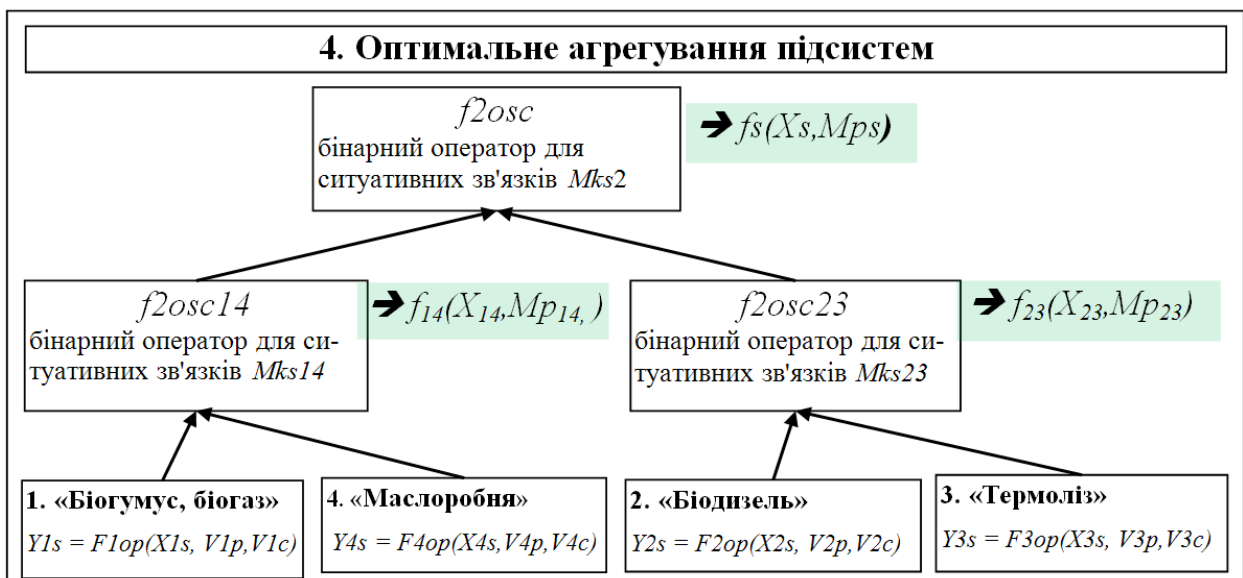 4. Оптимальне агрегування підсистем
f2osc
бінарний оператор для
ситуативних зв'язків Mks2
➔ fs(Xs,Mps)
f2osc14
бінарний оператор для си-
туативних зв'язків Mks14
➔ f14(X14,Mp14, )
f2osc23
бінарний оператор для си-
туативних зв'язків Mks23
➔ f23(X23,Mp23)
1. «Біогумус, біогаз»
Y1s = F1op(X1s, V1p,V1c)
4. «Маслоробня»
Y4s = F4op(X4s,V4p,V4c)
2. «Біодизель»
Y2s = F2op(X2s, V2p,V2c)
3. «Термоліз»
Y3s = F3op(X3s, V3p,V3c)